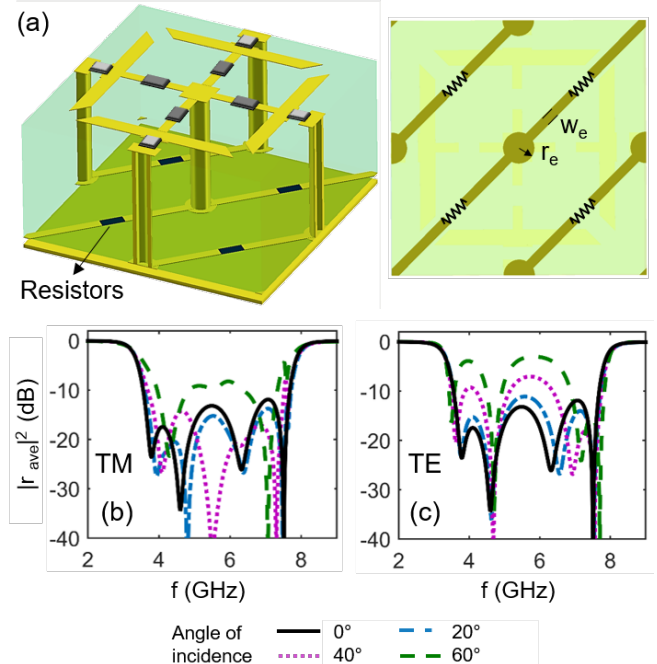 (a)
Resistors
w_e
r_e
|r_avel|² (dB)
0
-10
-20
-30
-40
TM
(b)
2
4
6
8
f (GHz)
0
-10
-20
-30
-40
TE
(c)
2
4
6
8
f (GHz)
Angle of
incidence
0°
20°
40°
60°